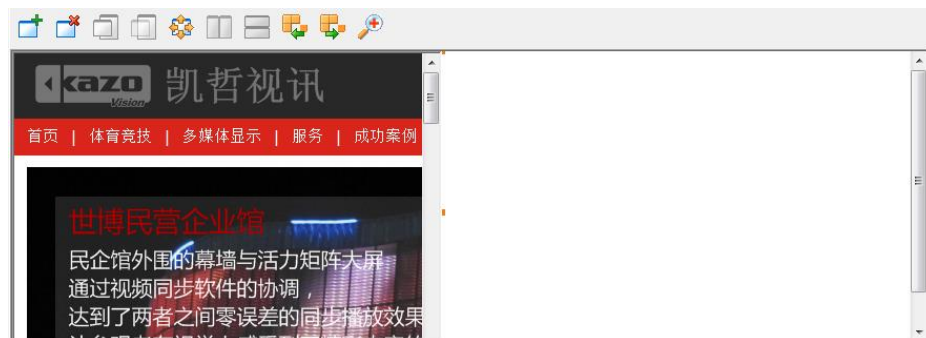 kazo
Vision
凯哲视讯
首页 | 体育竞技 | 多媒体显示 | 服务 | 成功案例
世博民营企业馆
民企馆外围的幕墙与活力矩阵大屏
通过视频同步软件的协调，
达到了两者之间零误差的同步播放效果